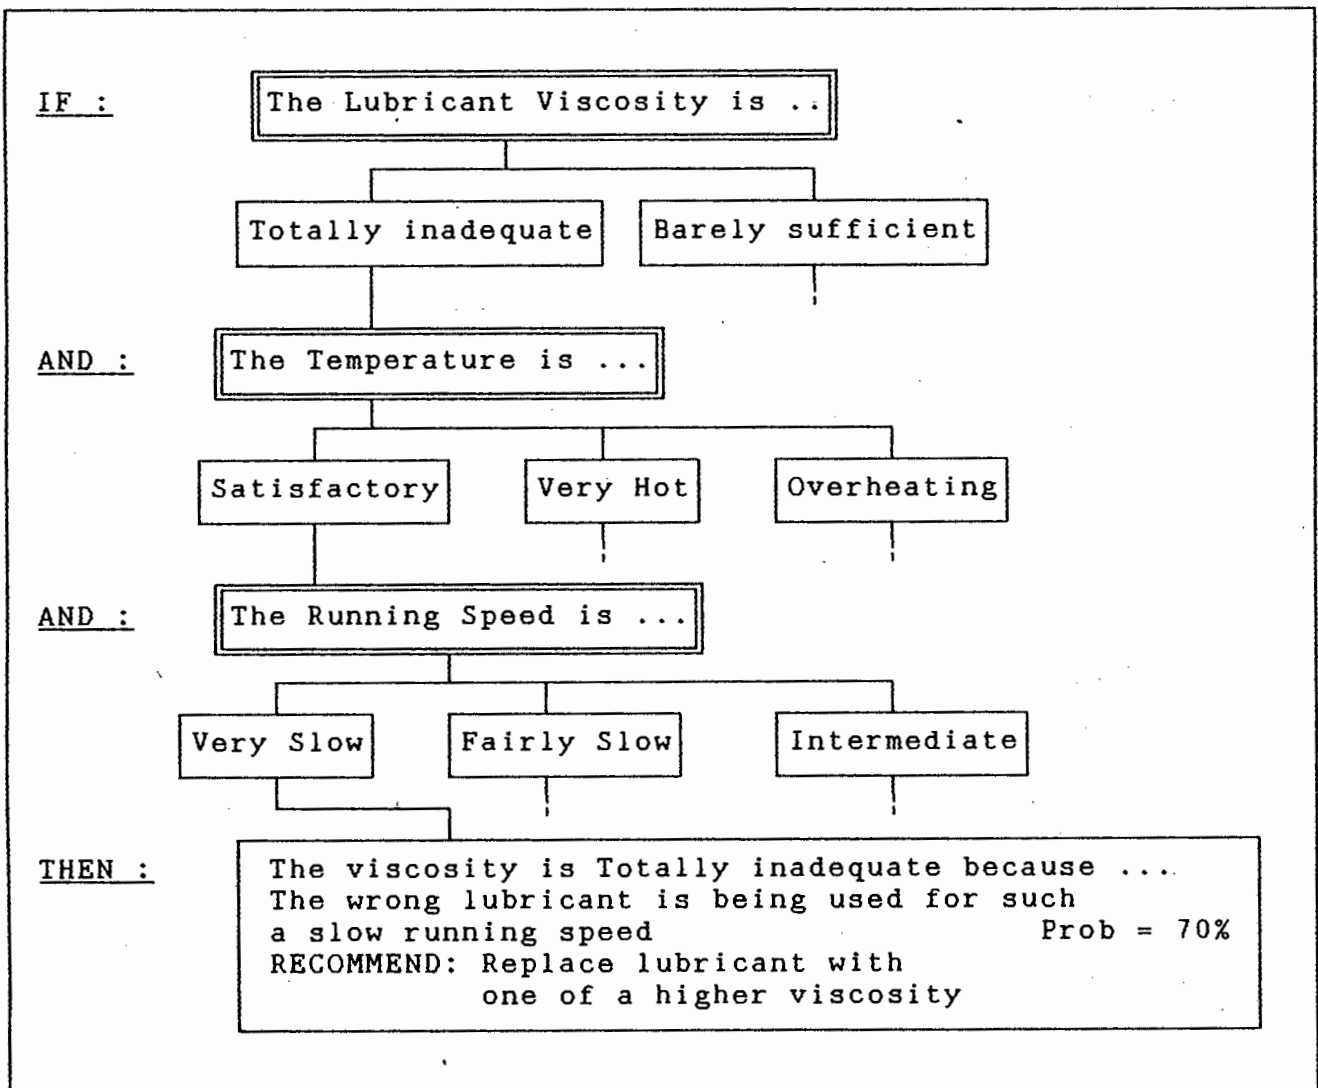 IF :
The Lubricant Viscosity is ..
Totally inadequate
Barely sufficient
AND :
The Temperature is ...
Satisfactory
Very Hot
Overheating
AND :
The Running Speed is ...
Very Slow
Fairly Slow
Intermediate
THEN :
The viscosity is Totally inadequate because ...
The wrong lubricant is being used for such
a slow running speed Prob = 70%
RECOMMEND: Replace lubricant with
one of a higher viscosity